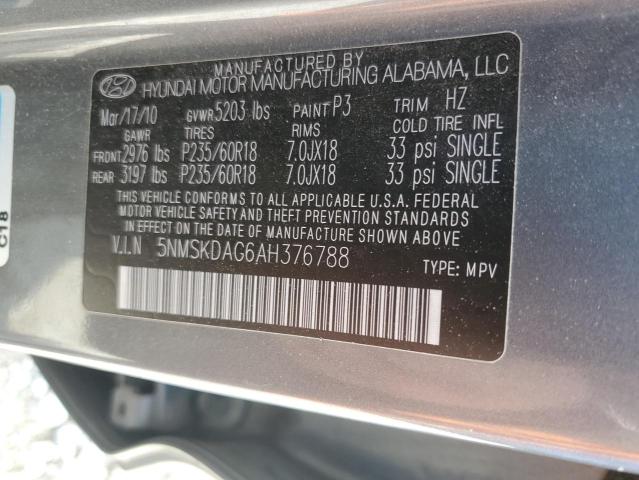 MANUFACTURED BY
HYUNDAI MOTOR MANUFACTURING ALABAMA, LLC
Mar/17/10 GVWR 5203 lbs PAINT P3 TRIM HZ
GAWR TIRES RIMS COLD TIRE INFL
FRONT 2976 lbs P235/60R18 7.0JX18 33 psi SINGLE
REAR 3197 lbs P235/60R18 7.0JX18 33 psi SINGLE
THIS VEHICLE CONFORMS TO ALL APPLICABLE U.S.A. FEDERAL
MOTOR VEHICLE SAFETY AND THEFT PREVENTION STANDARDS
IN EFFECT ON THE DATE OF MANUFACTURE SHOWN ABOVE.
V.I.N 5NMSKDAG6AH376788
TYPE: MPV
C18